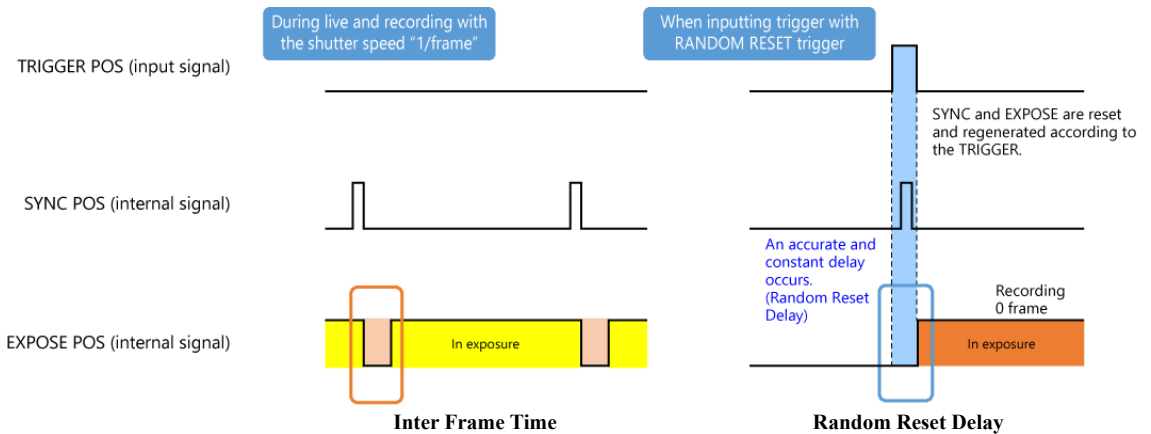 During live and recording with
the shutter speed “1/frame”
When inputting trigger with
RANDOM RESET trigger
TRIGGER POS (input signal)
SYNC and EXPOSE are reset
and regenerated according to
the TRIGGER.
SYNC POS (internal signal)
An accurate and
constant delay
occurs.
(Random Reset
Delay)
Recording
0 frame
EXPOSE POS (internal signal)
In exposure
In exposure
Inter Frame Time
Random Reset Delay